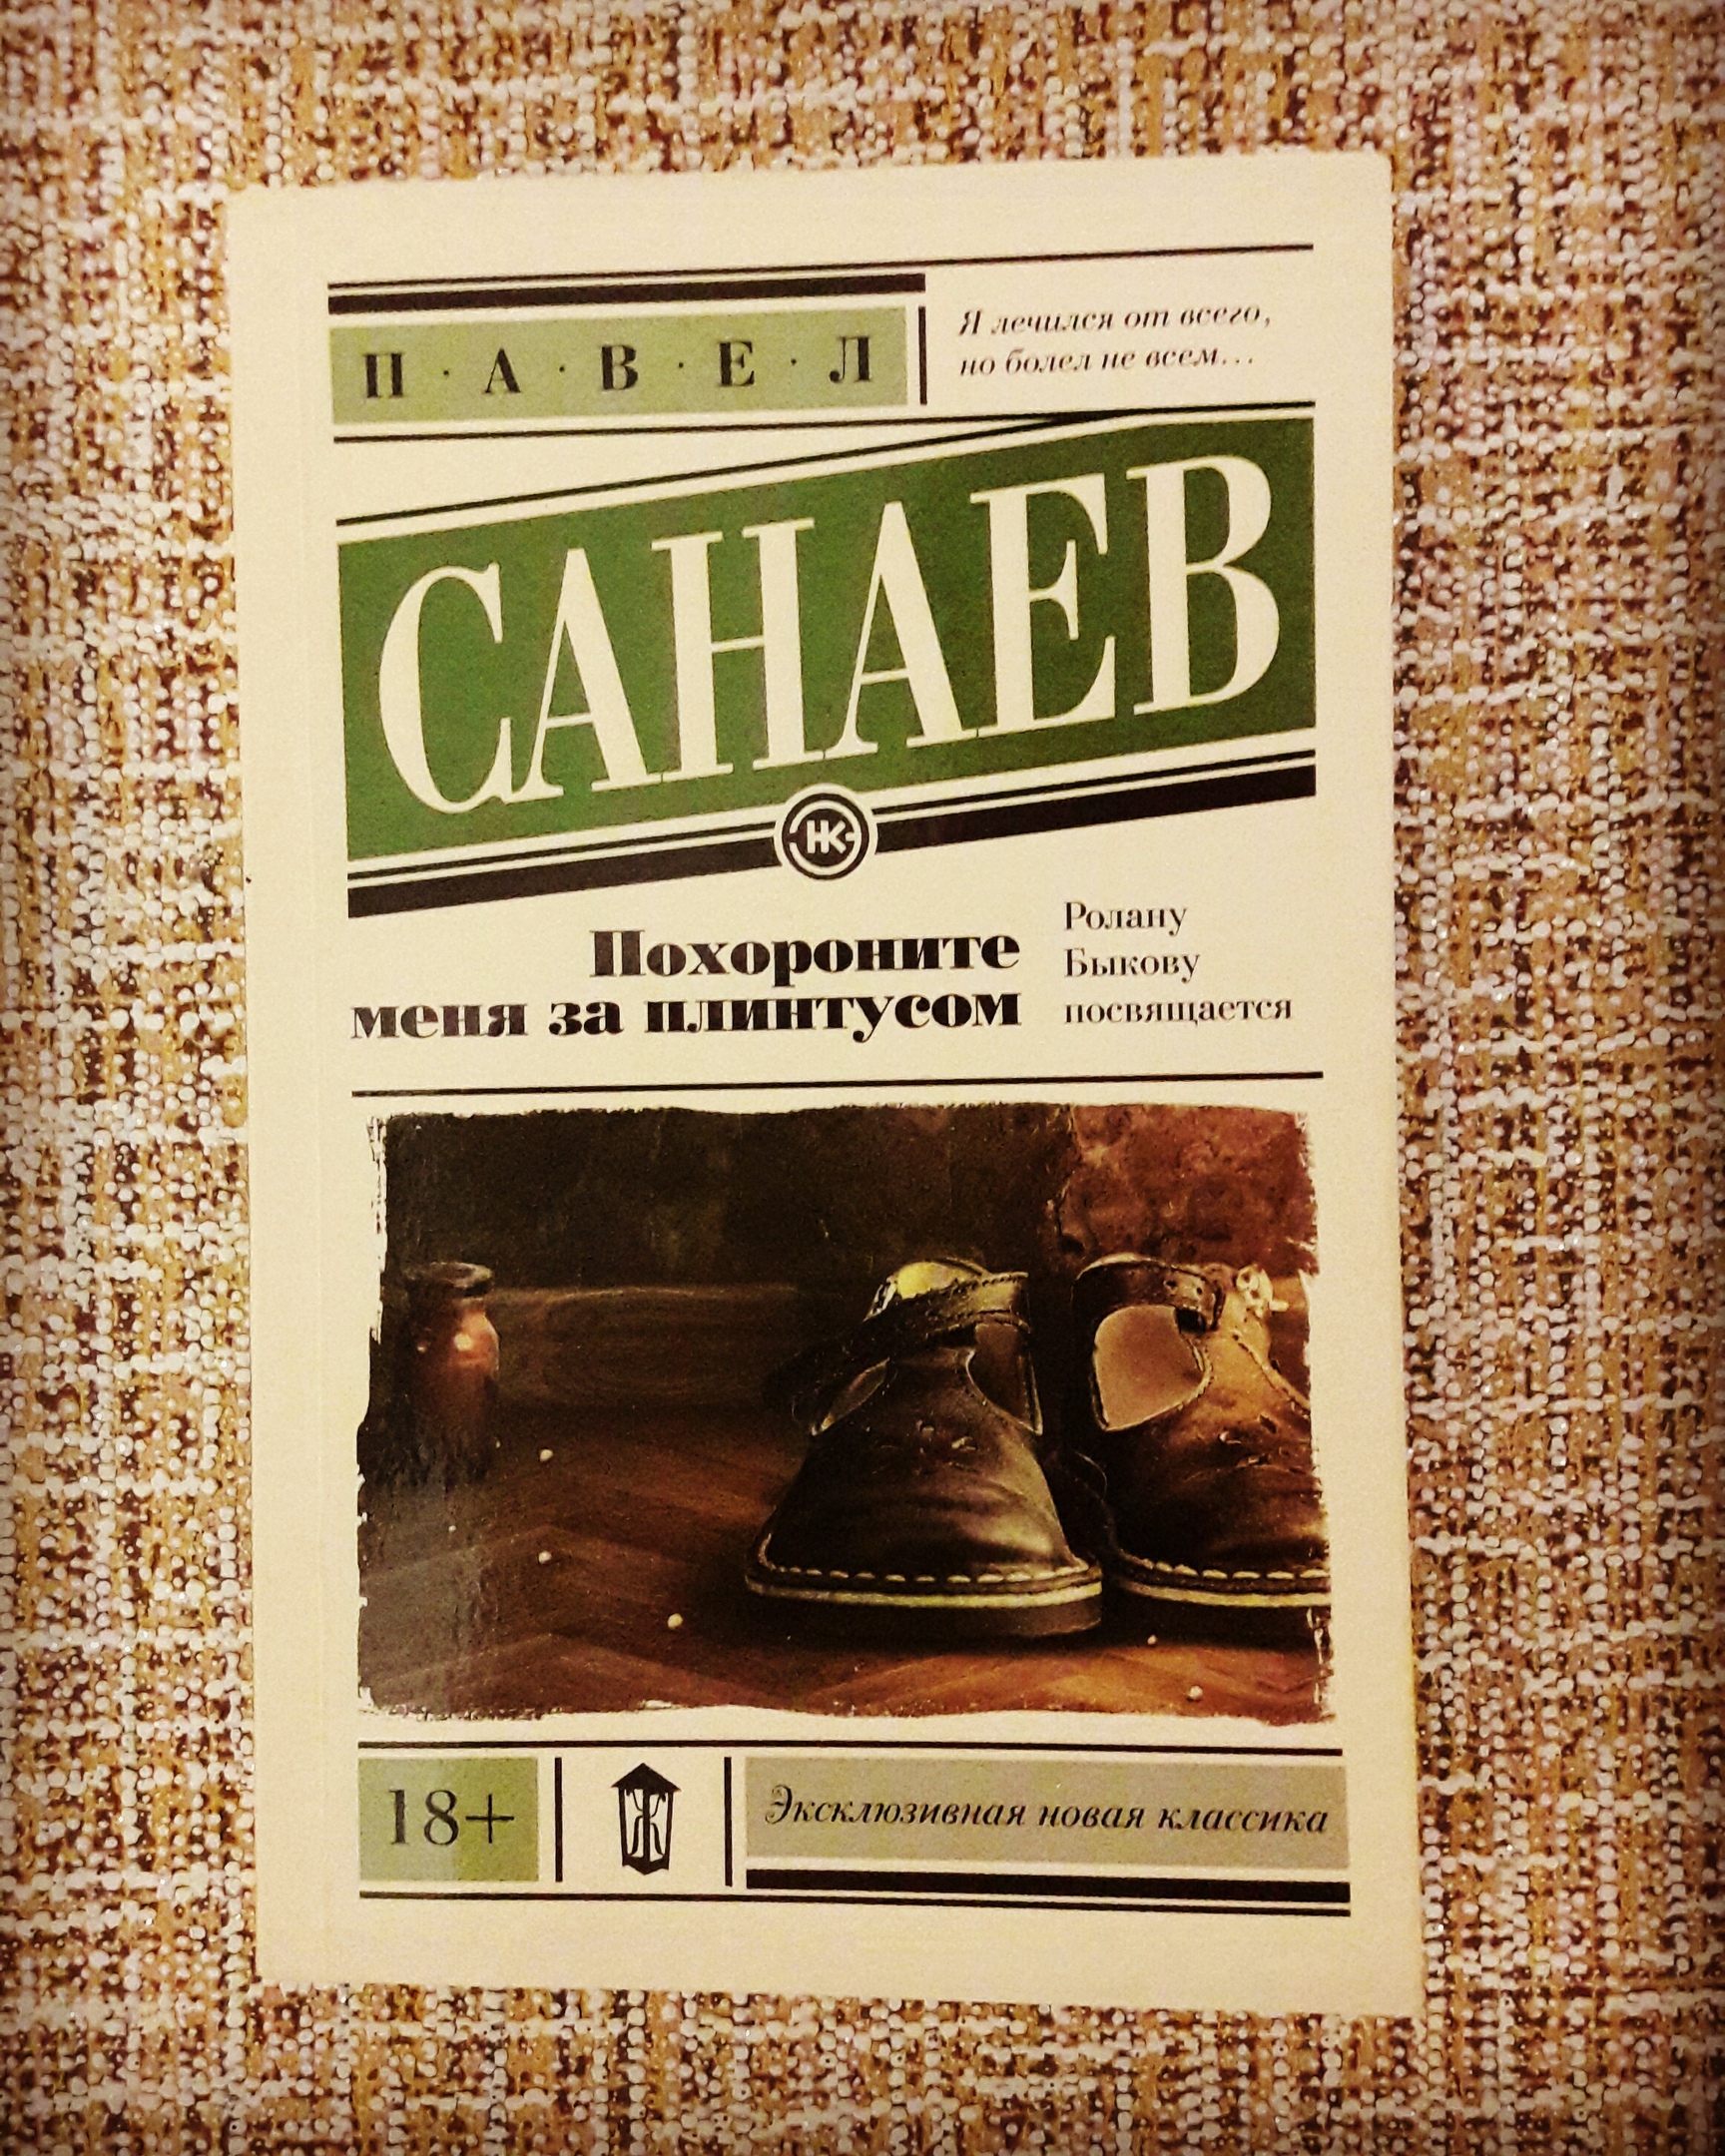 П·А·В·Е·Л
Я лечился от всего,
но болел не всем...
САНАЕВ
НК
Похороните
меня за плинтусом
Ролану
Быкову
посвящается
18+
Ж
Эксклюзивная новая классика